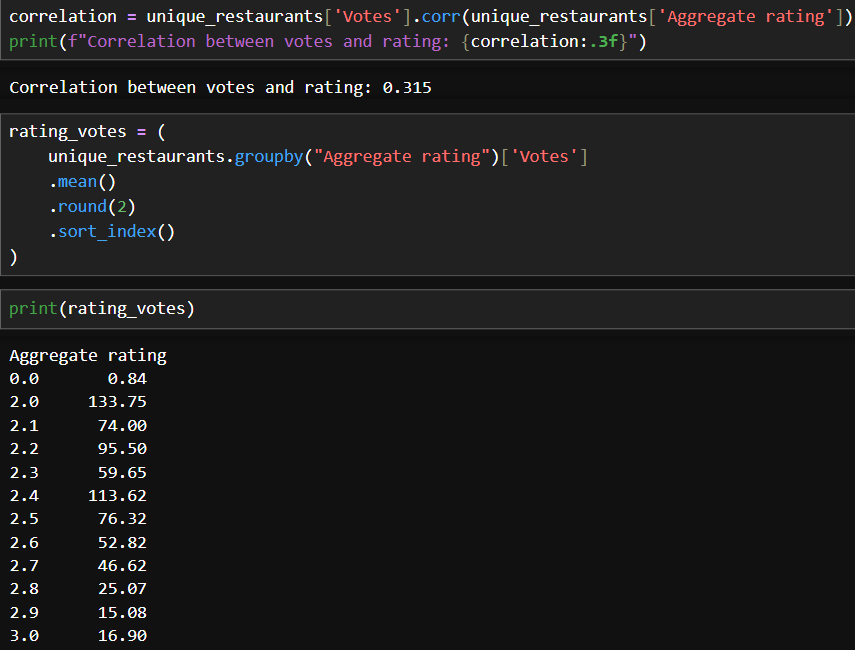 correlation = unique_restaurants['Votes'].corr(unique_restaurants['Aggregate rating'])
print(f"Correlation between votes and rating: {correlation:.3f}")
Correlation between votes and rating: 0.315
rating_votes = (
    unique_restaurants.groupby("Aggregate rating")['Votes']
    .mean()
    .round(2)
    .sort_index()
)
print(rating_votes)
Aggregate rating
0.0       0.84
2.0     133.75
2.1      74.00
2.2      95.50
2.3      59.65
2.4     113.62
2.5      76.32
2.6      52.82
2.7      46.62
2.8      25.07
2.9      15.08
3.0      16.90